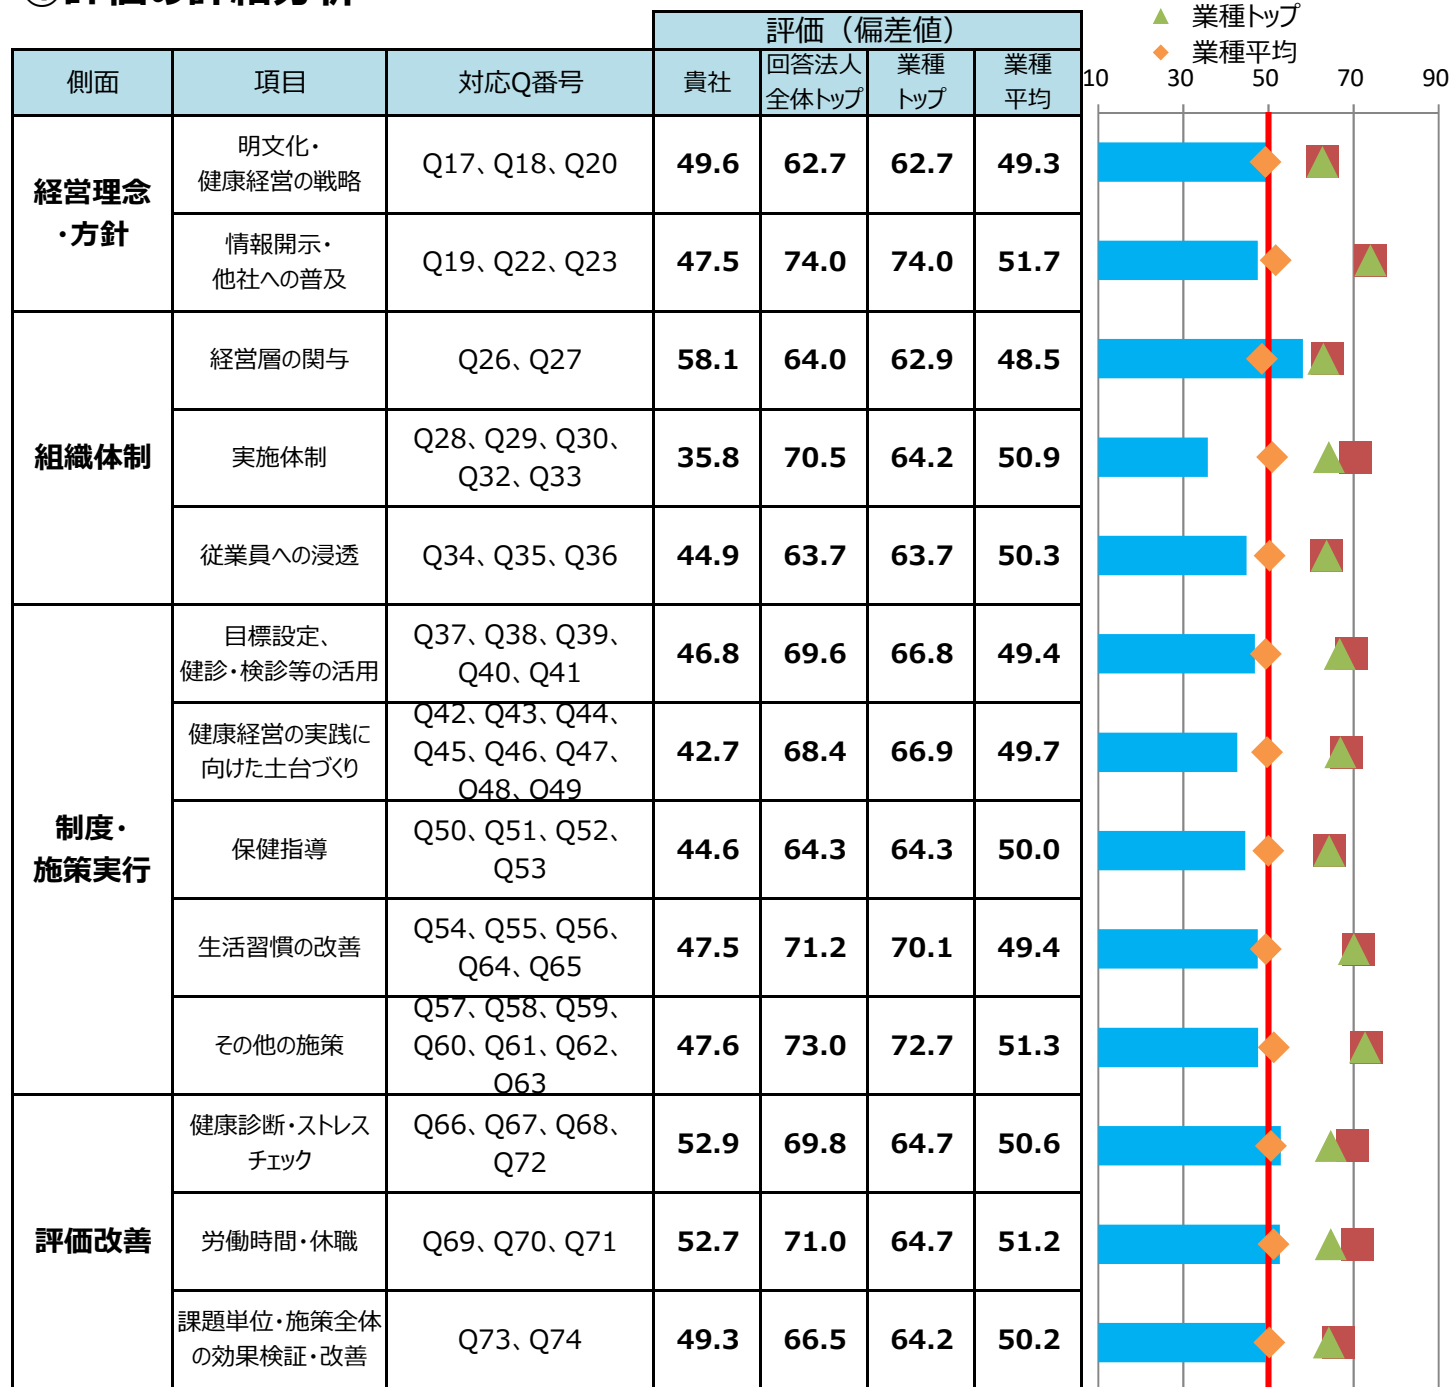 評価（偏差値）
側面 項目 対応Q番号 貴社 回答法人 業種 業種
全体トップ トップ 平均
▲ 業種トップ
◆ 業種平均
10 30 50 70 90
経営理念
・方針
明文化・
健康経営の戦略
Q17、Q18、Q20 49.6 62.7 62.7 49.3
情報開示・
他社への普及
Q19、Q22、Q23 47.5 74.0 74.0 51.7
組織体制
経営層の関与 Q26、Q27 58.1 64.0 62.9 48.5
実施体制
Q28、Q29、Q30、
Q32、Q33
35.8 70.5 64.2 50.9
従業員への浸透 Q34、Q35、Q36 44.9 63.7 63.7 50.3
制度・
施策実行
目標設定、
健診・検診等の活用
Q37、Q38、Q39、
Q40、Q41
46.8 69.6 66.8 49.4
健康経営の実践に
向けた土台づくり
Q42、Q43、Q44、
Q45、Q46、Q47、
Q48、Q49
42.7 68.4 66.9 49.7
保健指導
Q50、Q51、Q52、
Q53
44.6 64.3 64.3 50.0
生活習慣の改善
Q54、Q55、Q56、
Q64、Q65
47.5 71.2 70.1 49.4
その他の施策
Q57、Q58、Q59、
Q60、Q61、Q62、
Q63
47.6 73.0 72.7 51.3
評価改善
健康診断・ストレス
チェック
Q66、Q67、Q68、
Q72
52.9 69.8 64.7 50.6
労働時間・休職 Q69、Q70、Q71 52.7 71.0 64.7 51.2
課題単位・施策全体
の効果検証・改善
Q73、Q74 49.3 66.5 64.2 50.2